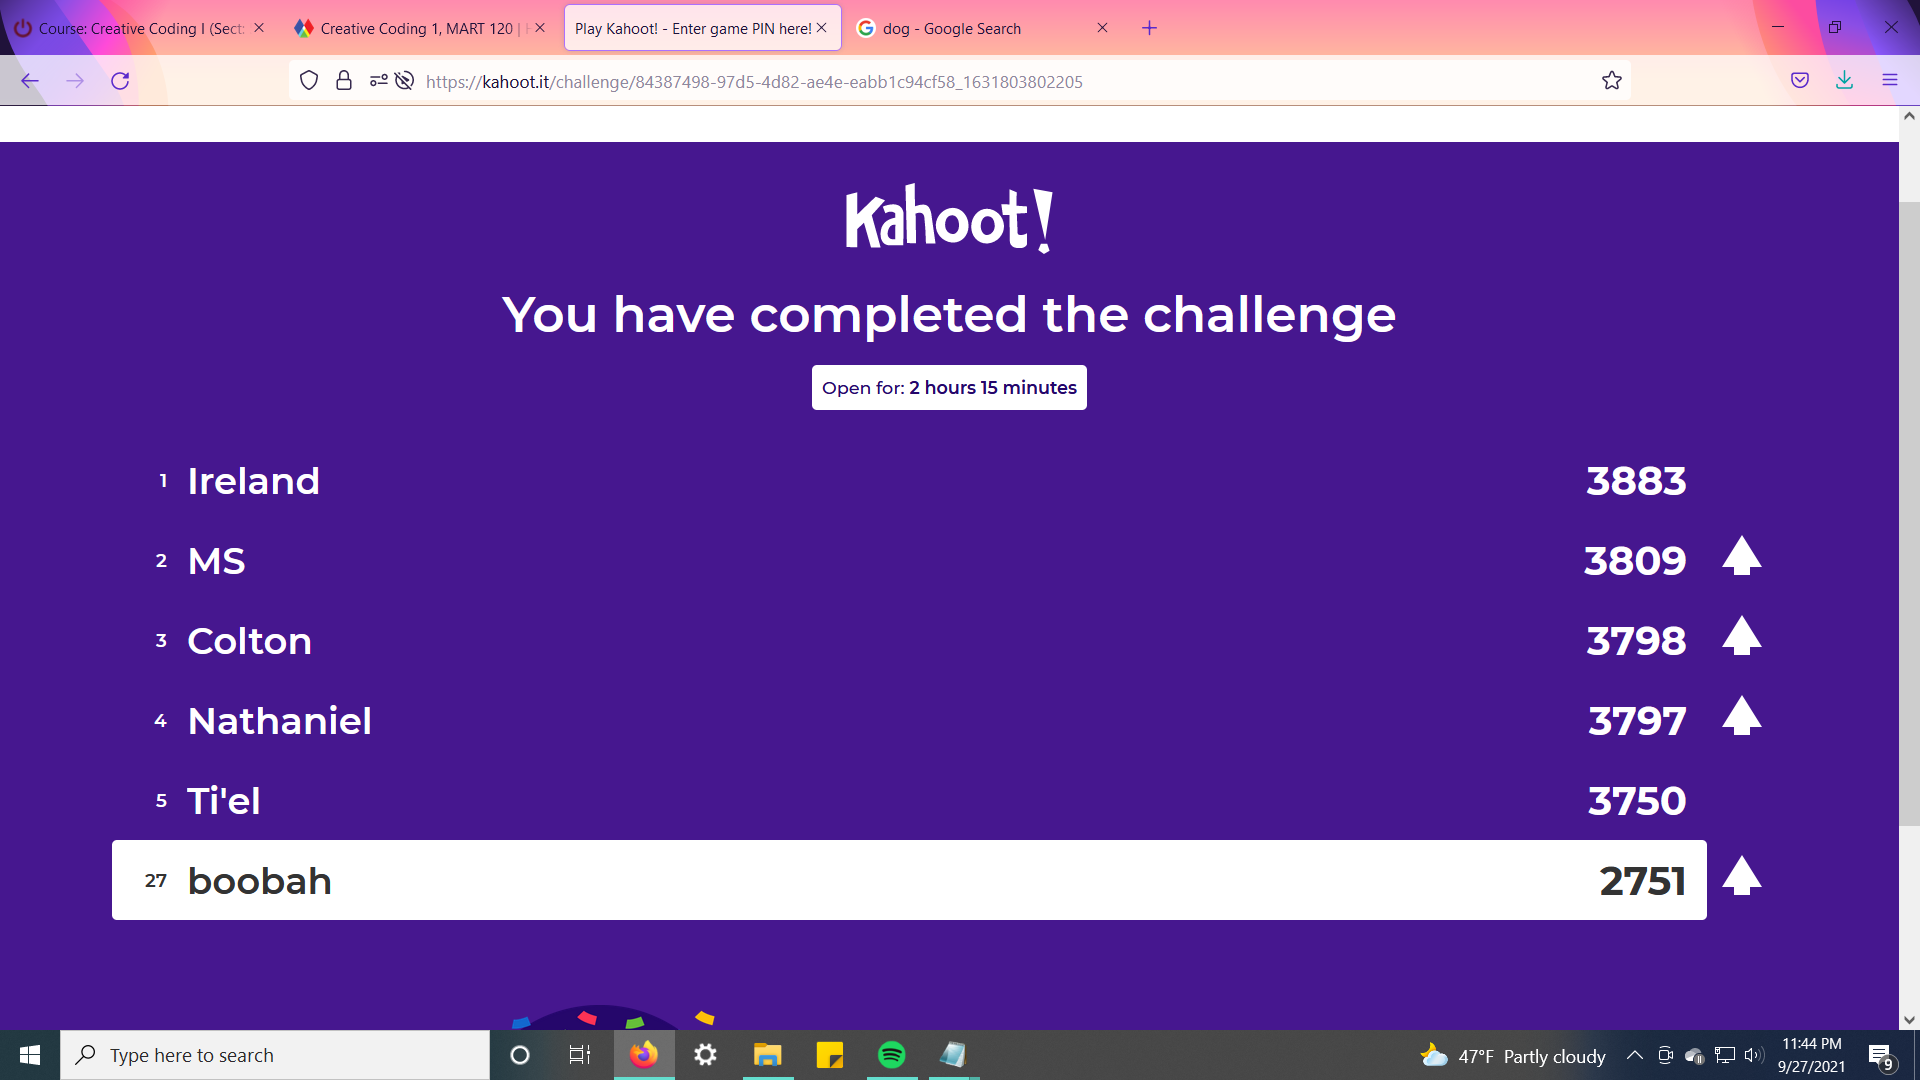 Course: Creative Coding I (Sect:
Creative Coding 1, MART 120 |
Play Kahoot! - Enter game PIN here!
dog - Google Search
https://kahoot.it/challenge/84387498-97d5-4d82-ae4e-eabb1c94cf58_1631803802205
Kahoot!
You have completed the challenge
Open for: 2 hours 15 minutes
1 Ireland 3883
2 MS 3809
3 Colton 3798
4 Nathaniel 3797
5 Ti'el 3750
27 boobah 2751
Type here to search
47°F Partly cloudy
11:44 PM
9/27/2021
9